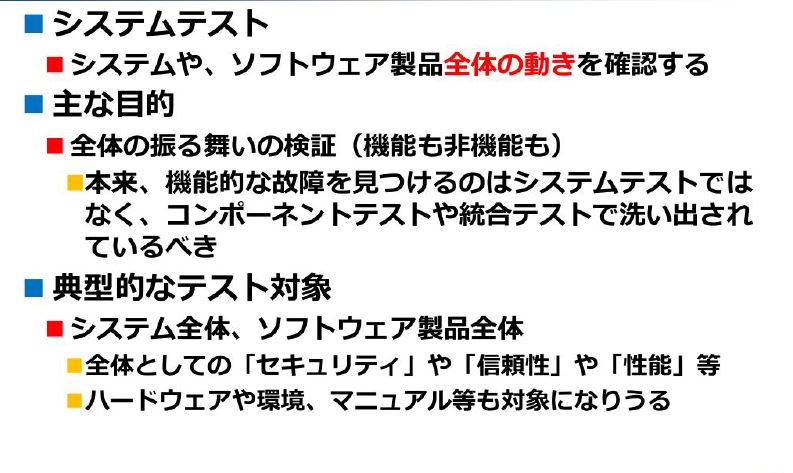 システムテスト
システムや、ソフトウェア製品全体の動きを確認する
主な目的
全体の振る舞いの検証（機能も非機能も）
本来、機能的な故障を見つけるのはシステムテストでは
なく、コンポーネントテストや統合テストで洗い出され
ているべき
典型的なテスト対象
システム全体、ソフトウェア製品全体
全体としての「セキュリティ」や「信頼性」や「性能」等
ハードウェアや環境、マニュアル等も対象になりうる